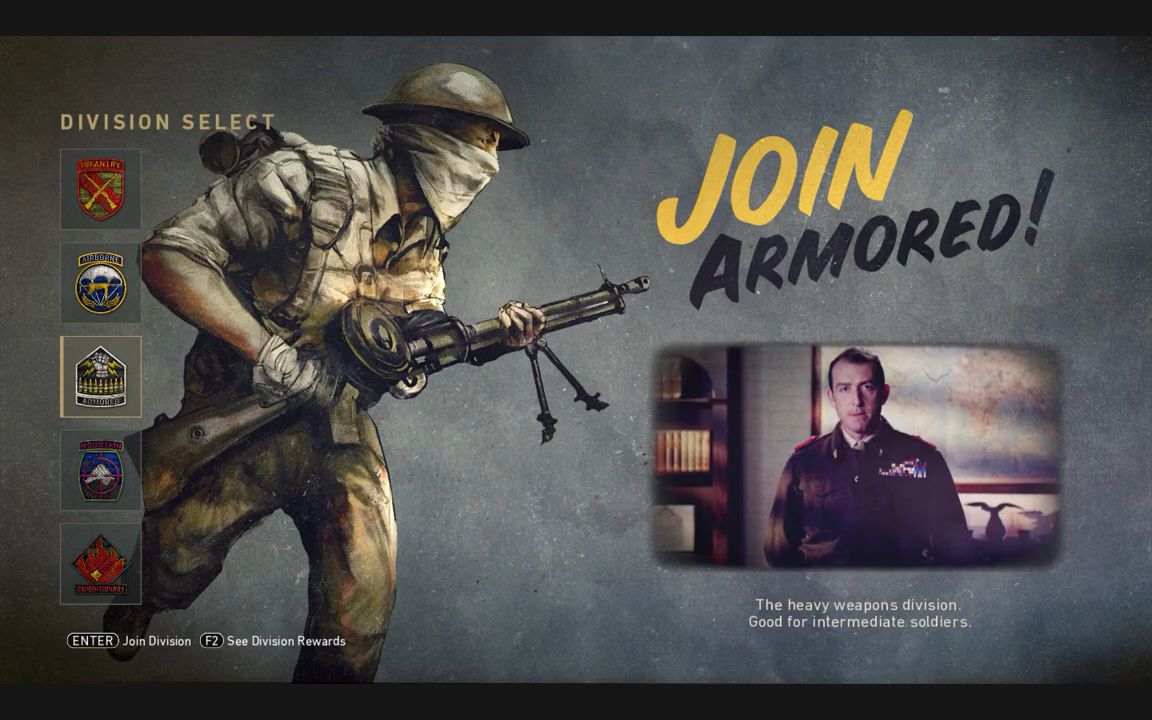 DIVISION SELECT
INFANTRY
AIRBORNE
ARMORED
MOUNTAIN
EXPEDITIONARY
ENTER Join Division F2 See Division Rewards
JOIN
ARMORED!
The heavy weapons division.
Good for intermediate soldiers.